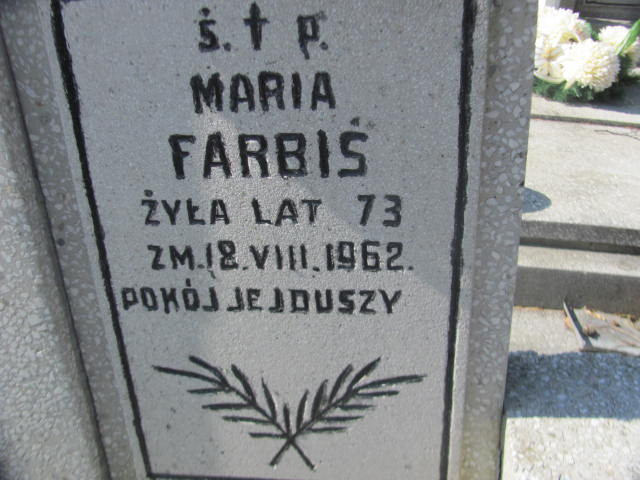 Ś. † P.
MARIA
FARBIŚ
ŻYŁA LAT 73
ZM. 18. VIII. 1962.
POKÓJ JEJ DUSZY